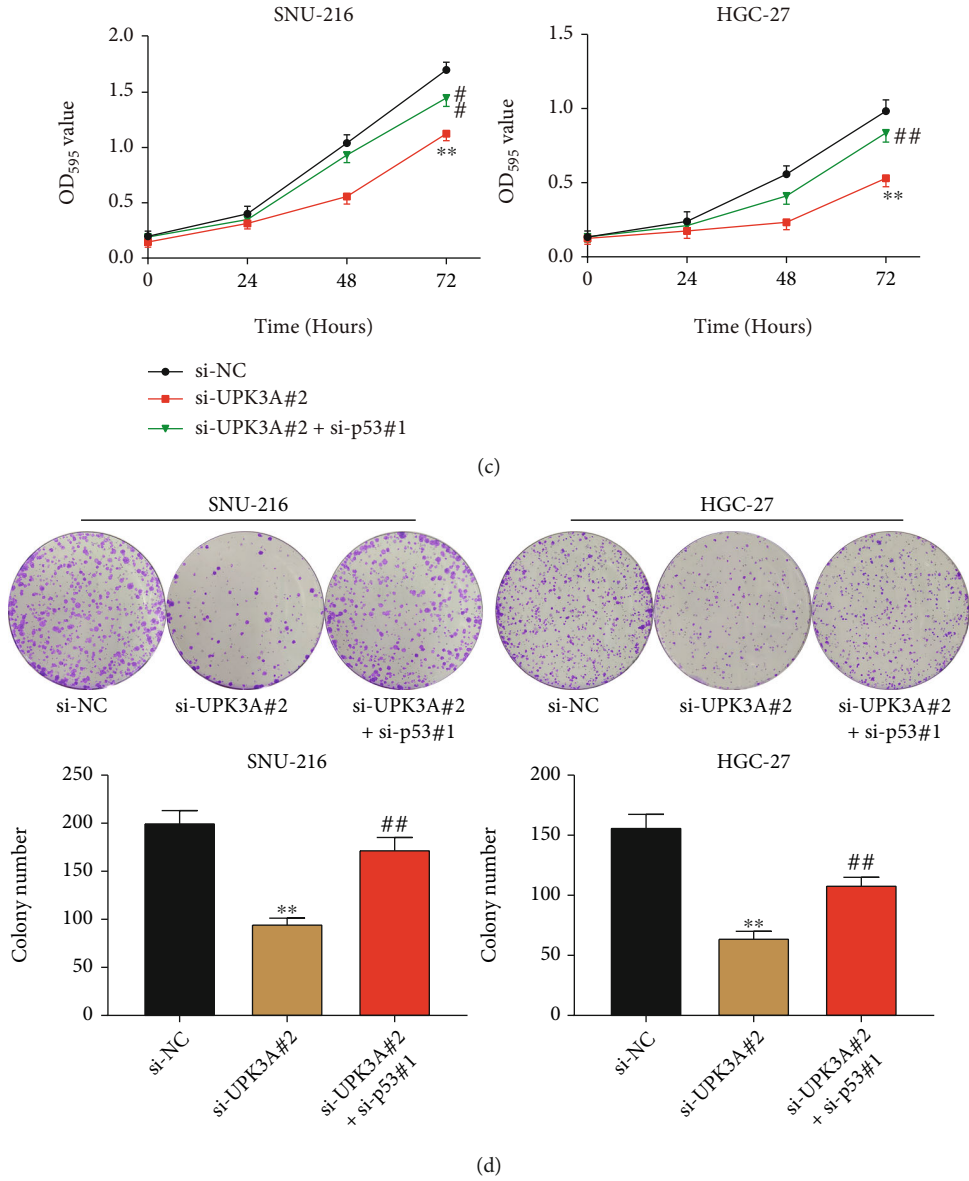 SNU-216
HGC-27
OD595 value
2.0
1.5
1.0
0.5
0.0
0 24 48 72
Time (Hours)
#
#
**
OD595 value
1.5
1.0
0.5
0.0
0 24 48 72
Time (Hours)
##
**
si-NC
si-UPK3A#2
si-UPK3A#2 + si-p53#1
(c)
SNU-216
HGC-27
si-NC
si-UPK3A#2
si-UPK3A#2
+ si-p53#1
si-NC
si-UPK3A#2
si-UPK3A#2
+ si-p53#1
SNU-216
Colony number
250
200
150
100
50
0
**
##
si-NC
si-UPK3A#2
si-UPK3A#2
+ si-p53#1
HGC-27
Colony number
200
150
100
50
0
**
##
si-NC
si-UPK3A#2
si-UPK3A#2
+ si-p53#1
(d)